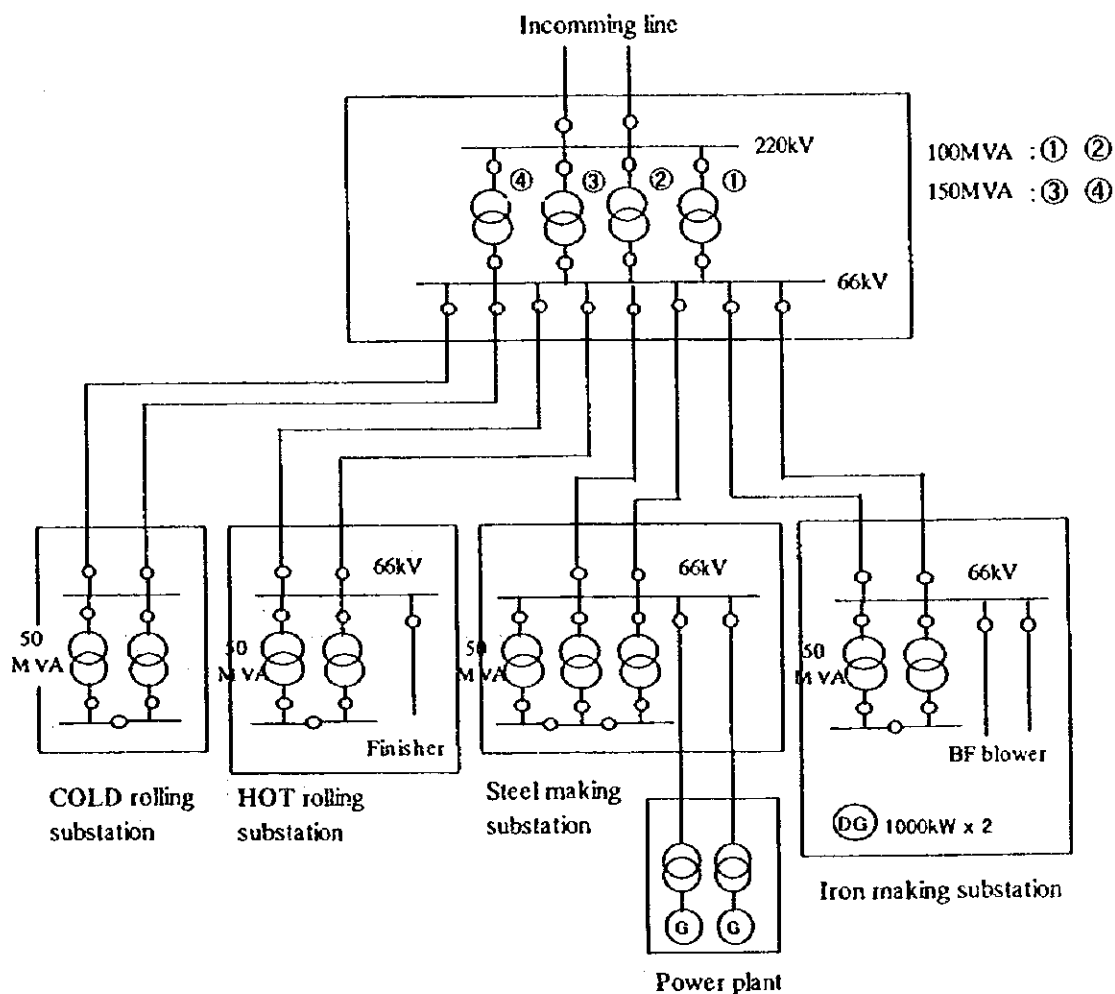 Incomming line
220kV
100MVA : ① ②
150MVA : ③ ④
④ ③ ② ①
66kV
66kV
66kV
66kV
50
MVA
50
MVA
50
MVA
50
MVA
Finisher
BF blower
COLD rolling
substation
HOT rolling
substation
Steel making
substation
DG 1000kW x 2
Iron making substation
G G
Power plant